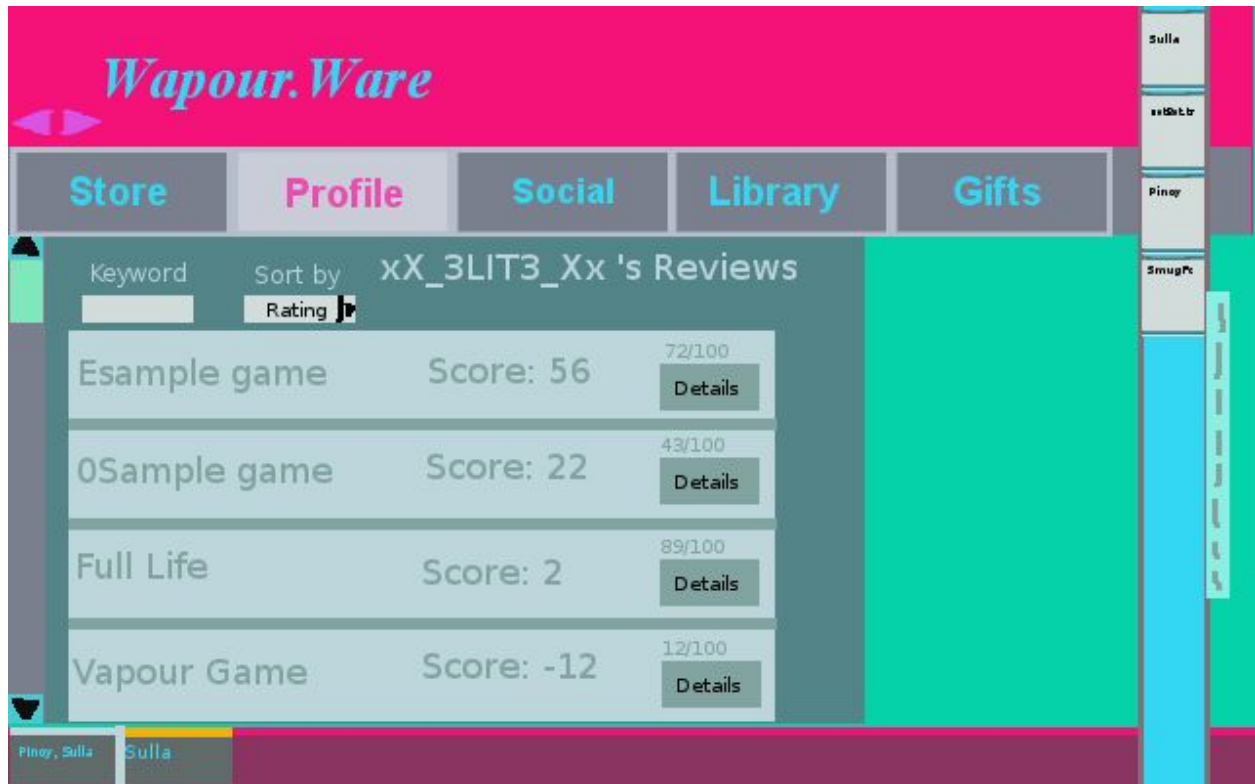 Wapour.Ware
Store Profile Social Library Gifts
Keyword Sort by xX_3LIT3_Xx 's Reviews
Rating
Esample game Score: 56 72/100
Details
0Sample game Score: 22 43/100
Details
Full Life Score: 2 89/100
Details
Vapour Game Score: -12 12/100
Details
Sulla
Pinoy
Pinoy, Sulla Sulla